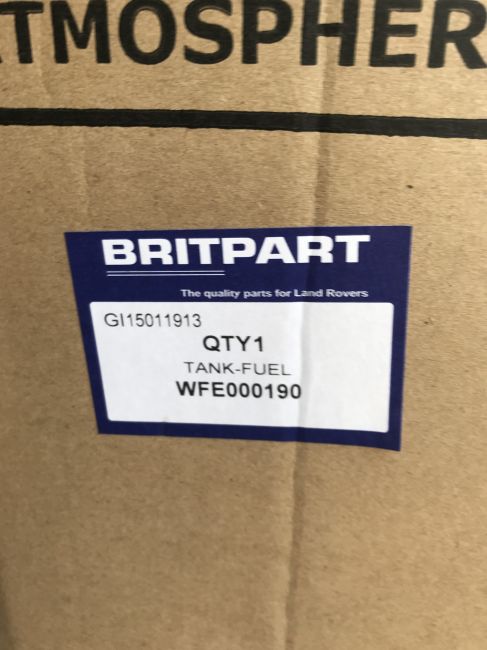 TMOSPHER
BRITPART
The quality parts for Land Rovers
GI15011913
QTY1
TANK-FUEL
WFE000190